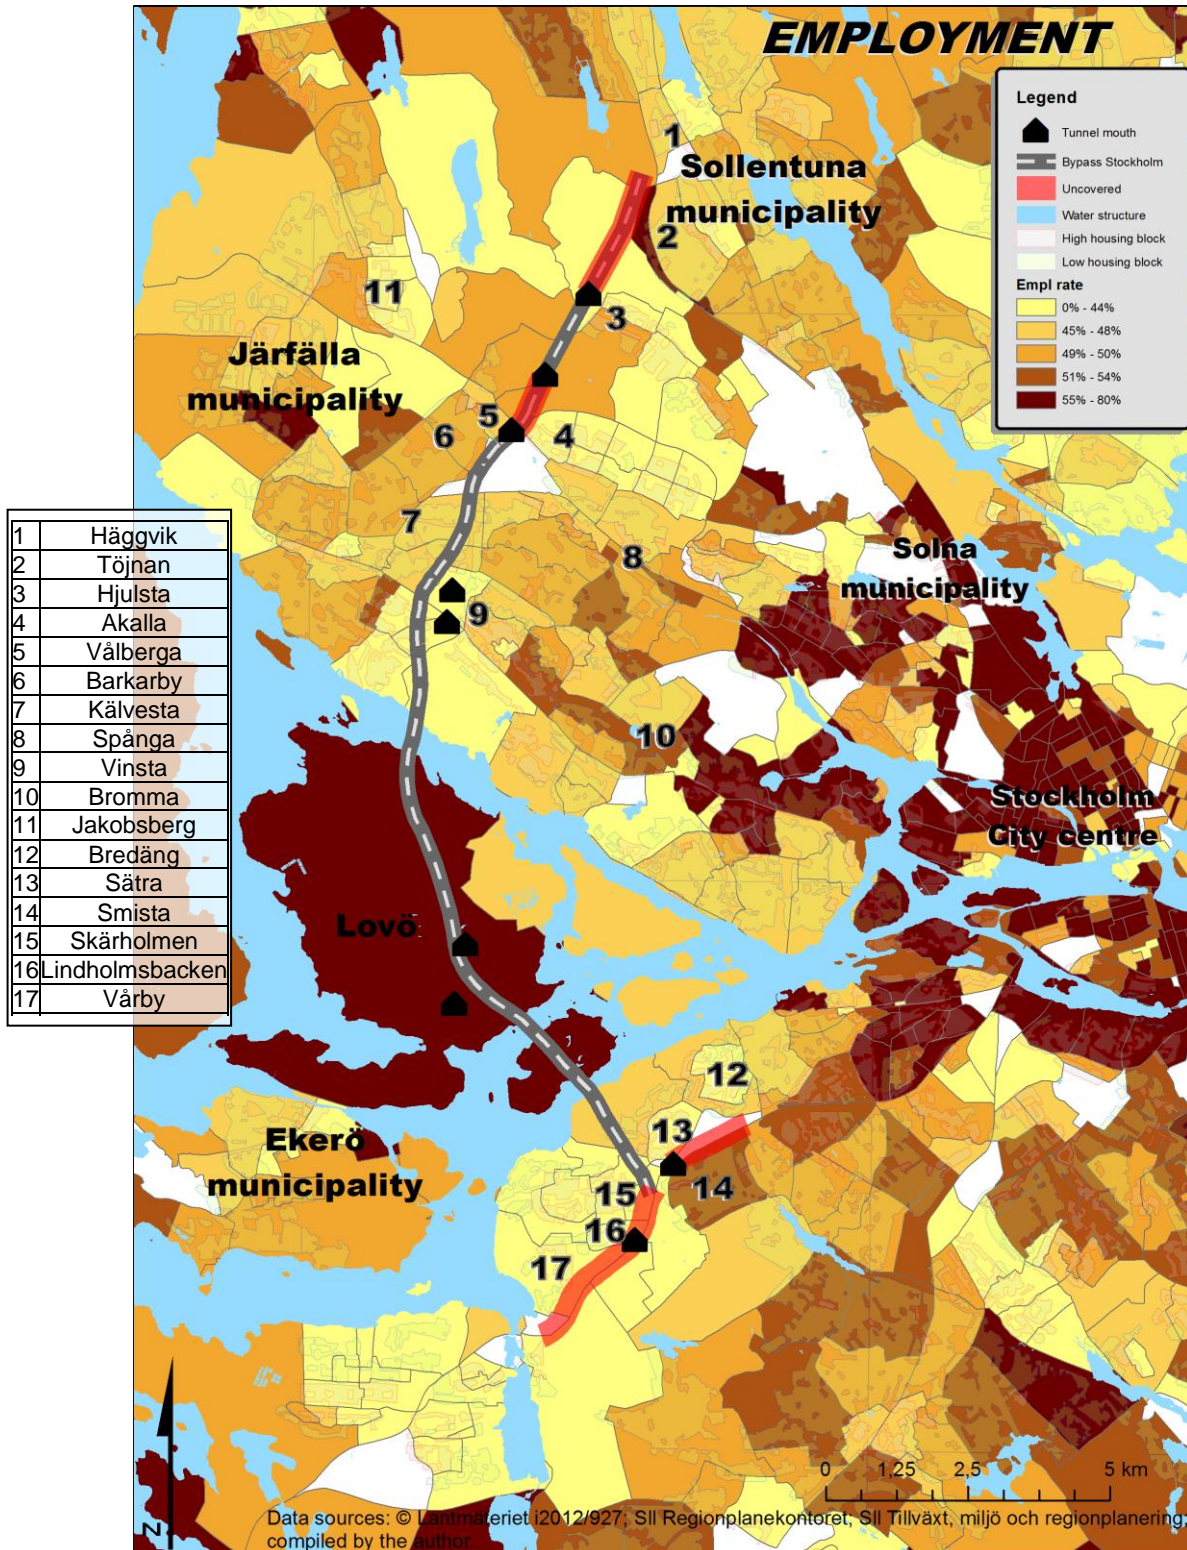 EMPLOYMENT
Legend
Tunnel mouth
Bypass Stockholm
Uncovered
Water structure
High housing block
Low housing block
Empl rate
0% - 44%
45% - 48%
49% - 50%
51% - 54%
55% - 80%
1
Sollentuna
municipality
2
3
11
Järfälla
municipality
5
6
4
7
8
Solna
municipality
9
10
Stockholm
City centre
Lovö
12
13
Ekerö
municipality
14
15
16
17
1 Häggvik
2 Töjnan
3 Hjulsta
4 Akalla
5 Vålberga
6 Barkarby
7 Kälvesta
8 Spånga
9 Vinsta
10 Bromma
11 Jakobsberg
12 Bredäng
13 Sätra
14 Smista
15 Skärholmen
16 Lindholmsbacken
17 Vårby
0 1,25 2,5 5 km
N
Data sources: © Lantmäteriet i2012/927; Sll Regionplanekontoret, Sll Tillväxt, miljö och regionplanering;
compiled by the author